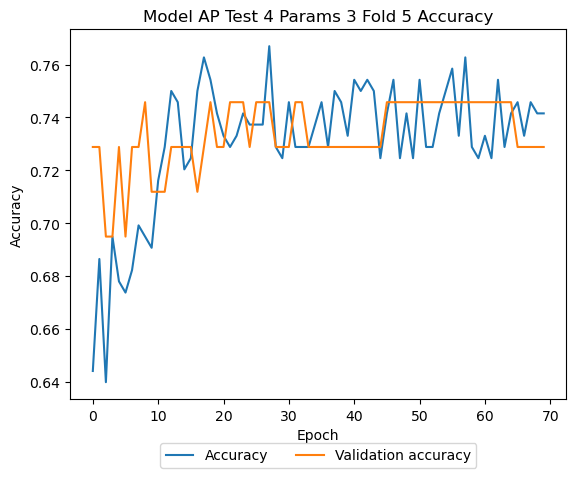 Model AP Test 4 Params 3 Fold 5 Accuracy
Accuracy
0.76
0.74
0.72
0.70
0.68
0.66
0.64
0 10 20 30 40 50 60 70
Epoch
Accuracy Validation accuracy